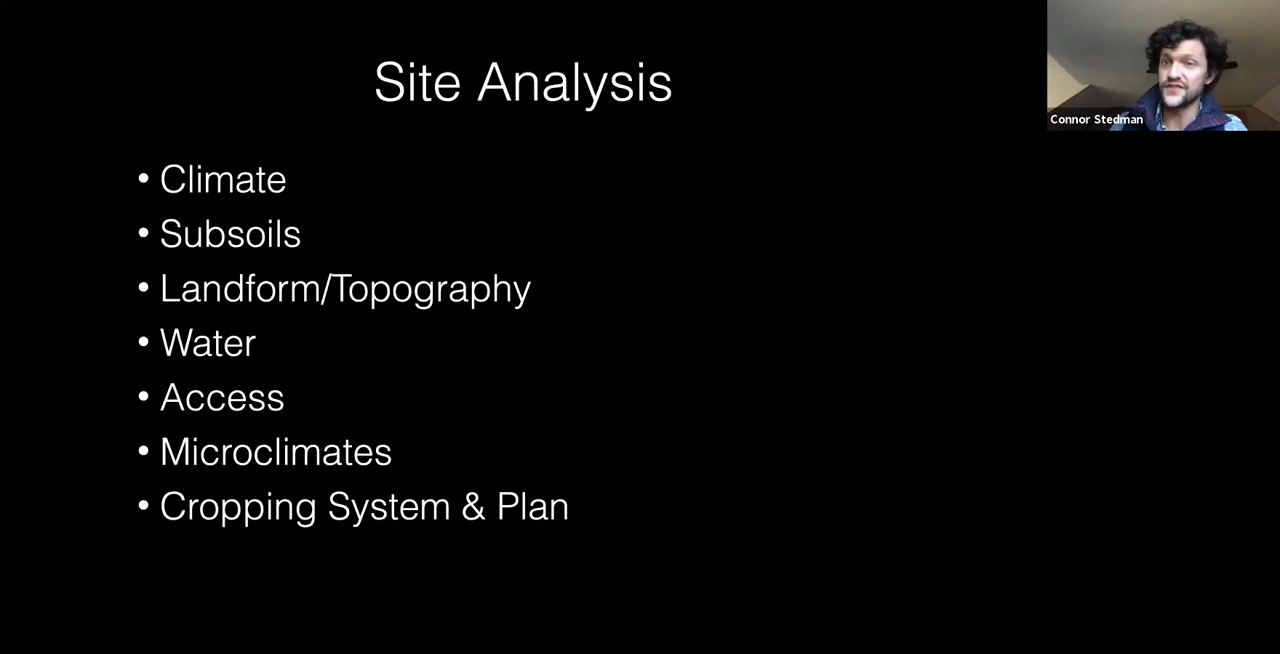 Site Analysis
Connor Stedman
• Climate
• Subsoils
• Landform/Topography
• Water
• Access
• Microclimates
• Cropping System & Plan